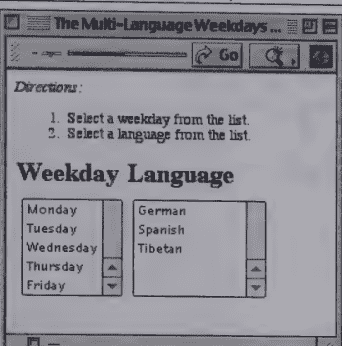 The Multi-Language Weekdays ...
Go
Directions:
1. Select a weekday from the list.
2. Select a language from the list.
Weekday Language
Monday
Tuesday
Wednesday
Thursday
Friday
German
Spanish
Tibetan